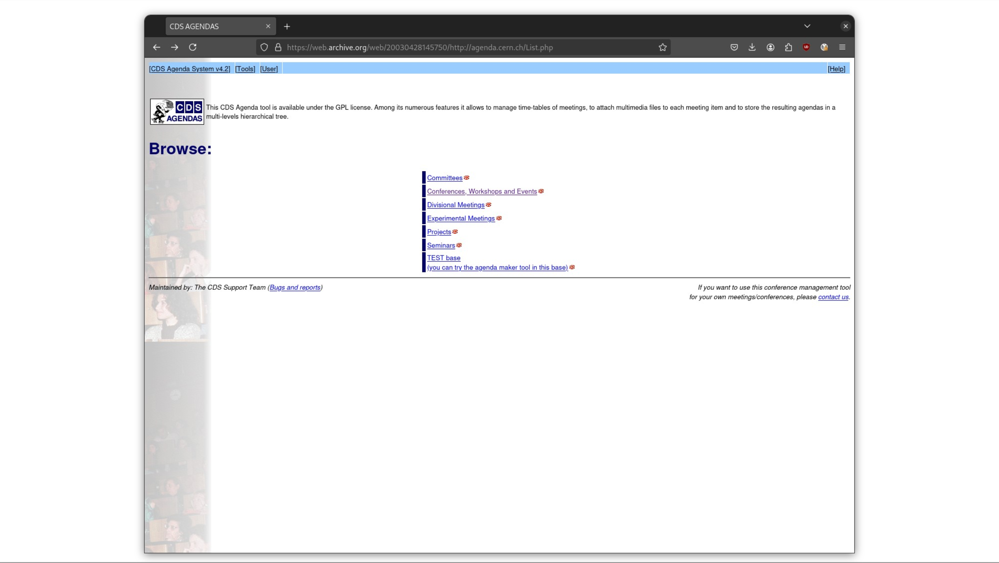 CDS AGENDAS
https://web.archive.org/web/20030428145750/http://agenda.cern.ch/List.php
[CDS Agenda System v4.2] [Tools] [User] [Help]
CDS
AGENDAS
This CDS Agenda tool is available under the GPL license. Among its numerous features it allows to manage time-tables of meetings, to attach multimedia files to each meeting item and to store the resulting agendas in a
multi-levels hierarchical tree.
Browse:
Committees
Conferences, Workshops and Events
Divisional Meetings
Experimental Meetings
Projects
Seminars
TEST base
(you can try the agenda maker tool in this base)
Maintained by: The CDS Support Team (Bugs and reports)
If you want to use this conference management tool
for your own meetings/conferences, please contact us.